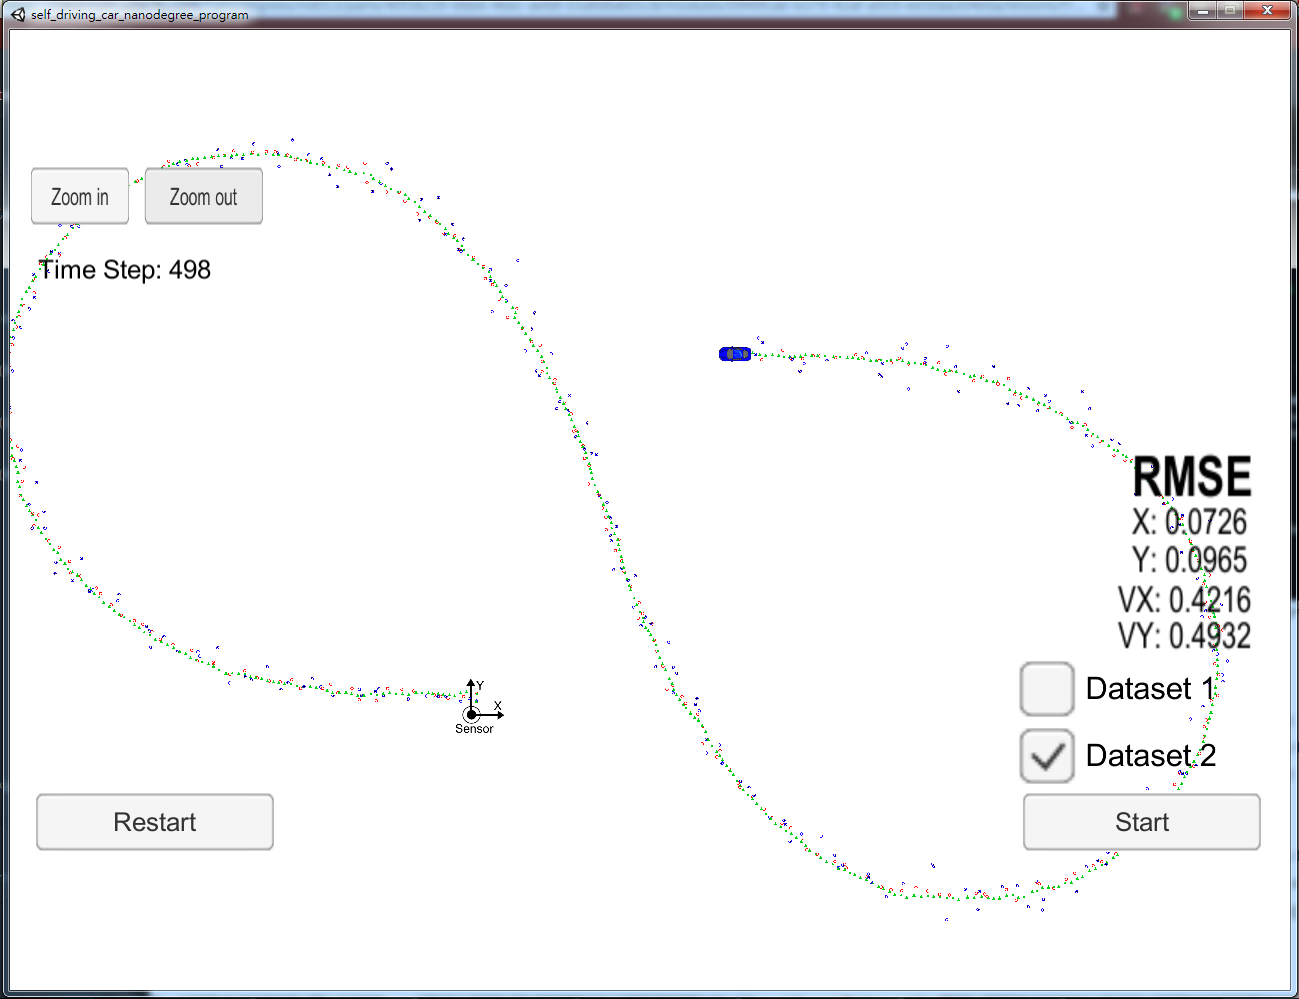 self_driving_car_nanodegree_program
Zoom in
Zoom out
Time Step: 498
RMSE
X: 0.0726
Y: 0.0965
VX: 0.4216
VY: 0.4932
Y
X
Sensor
Dataset 1
Dataset 2
Restart
Start